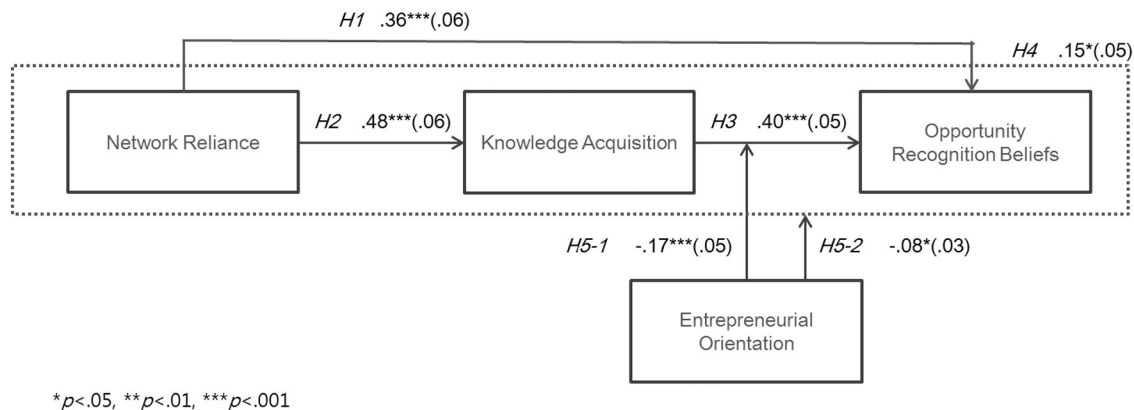 H1 .36***(.06)
H4 .15*(.05)
Network Reliance
H2 .48***(.06)
Knowledge Acquisition
H3 .40***(.05)
Opportunity
Recognition Beliefs
H5-1 -.17***(.05)
H5-2 -.08*(.03)
Entrepreneurial
Orientation
*p<.05, **p<.01, ***p<.001